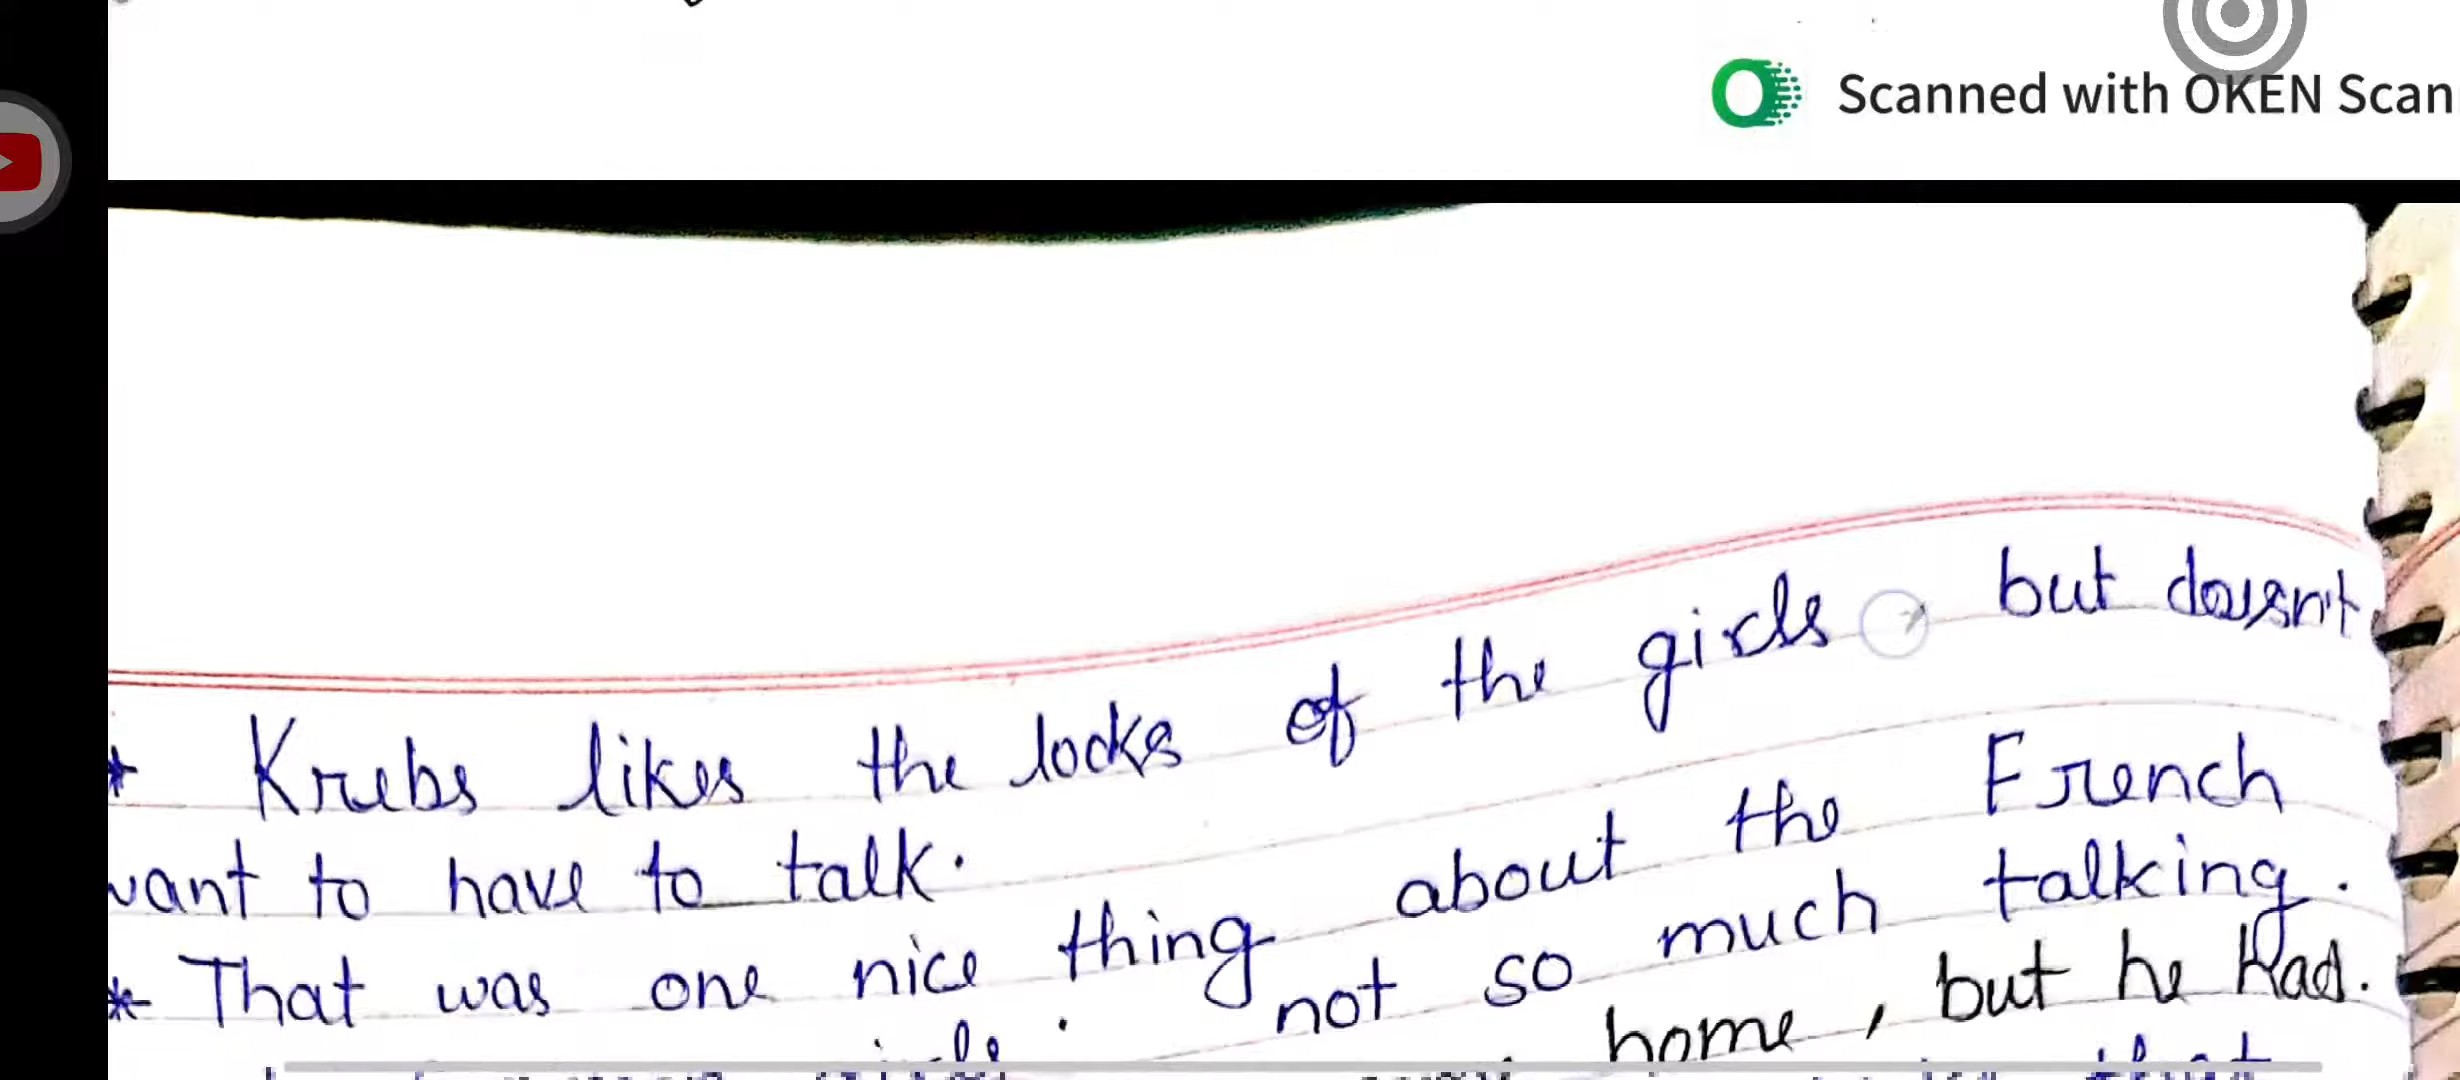 Scanned with OKEN Scan
* Krebs likes the looks of the girls but doesn't
want to have to talk.
* That was one nice thing about the French
not so much talking.
home, but he had.